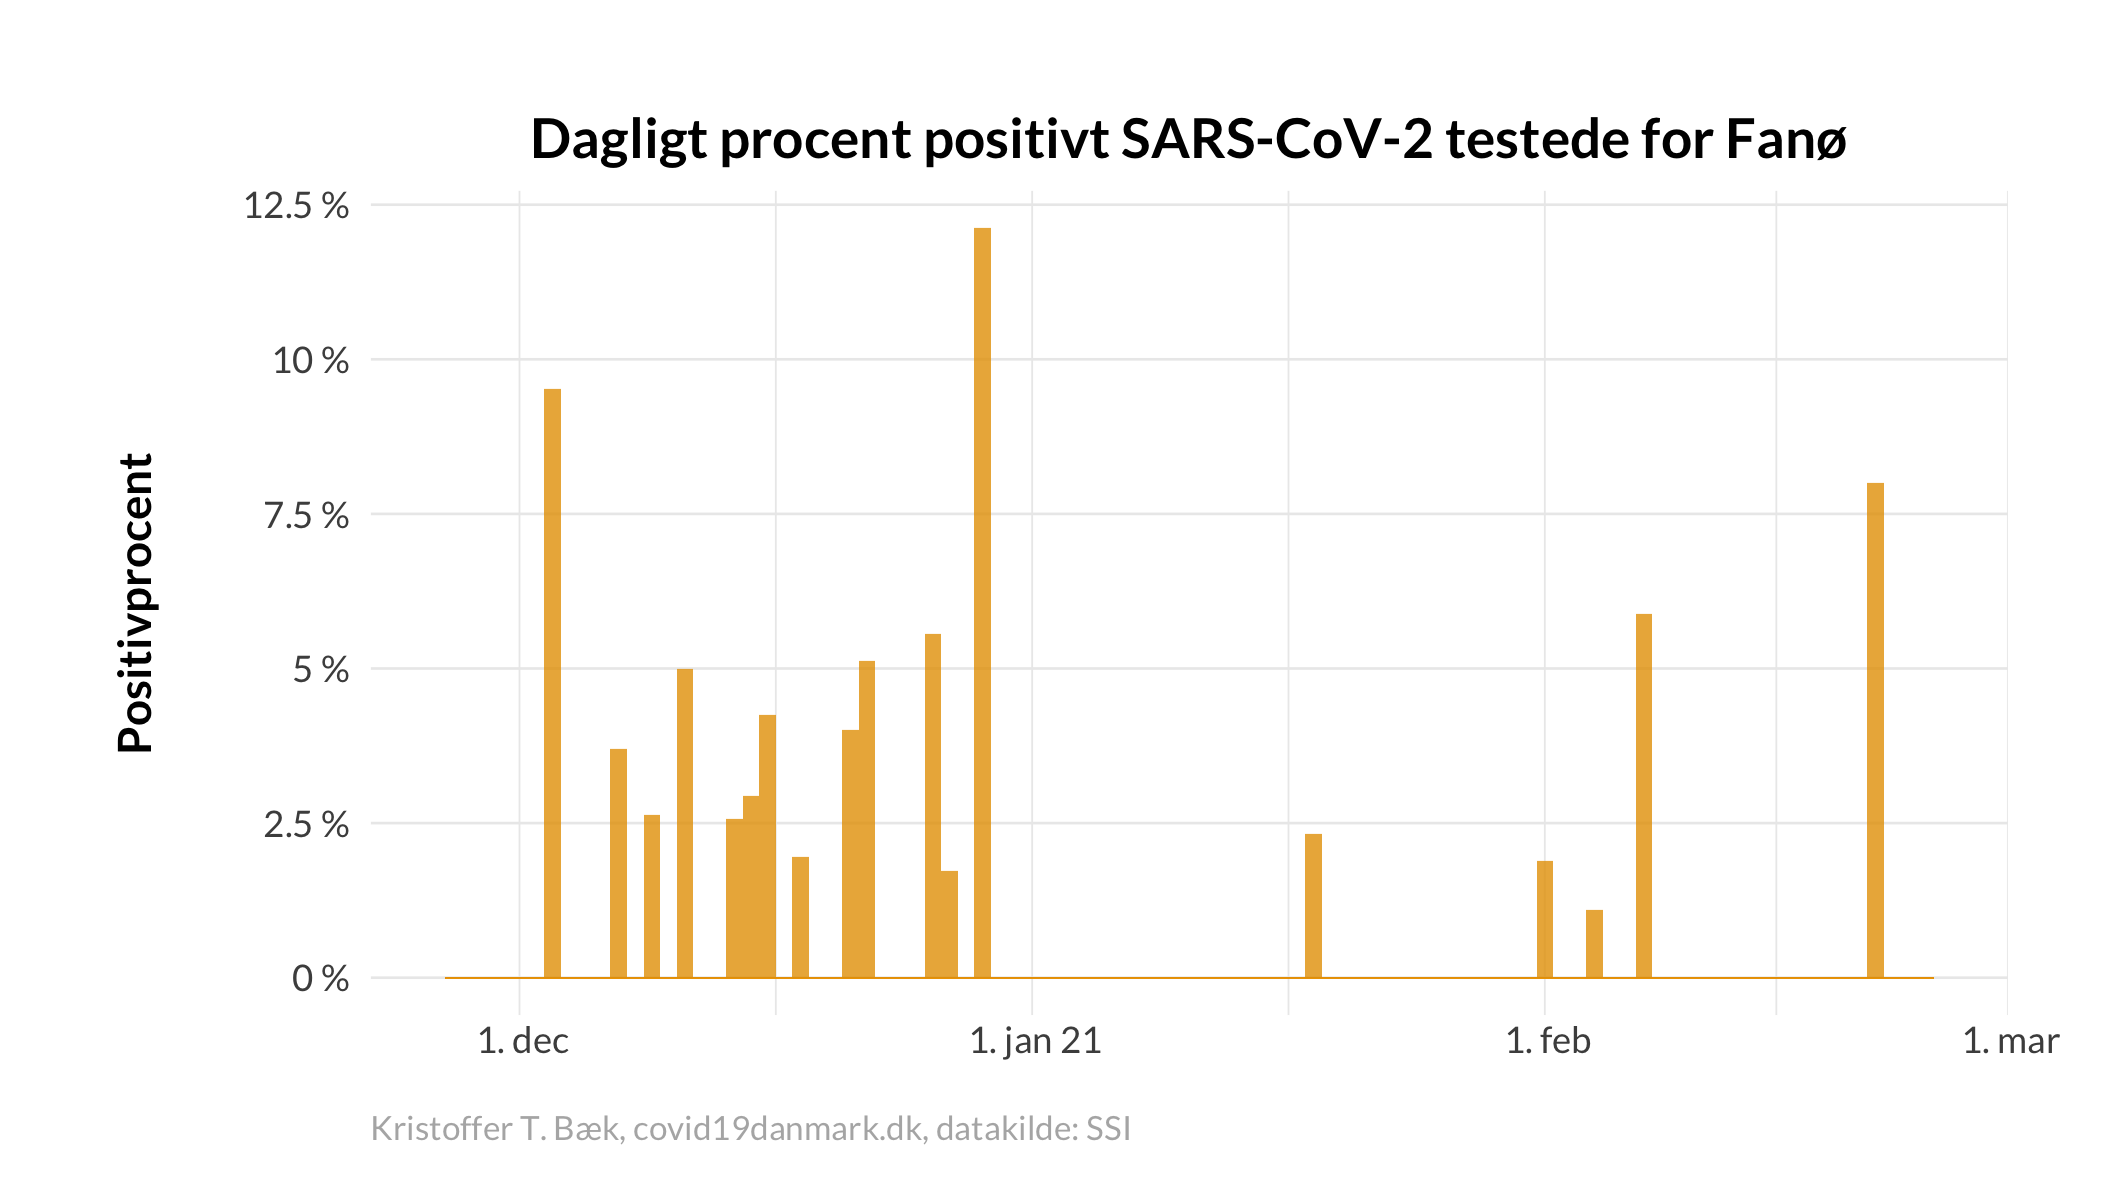 Dagligt procent positivt SARS-CoV-2 testede for Fanø
Positivprocent
12.5 %
10 %
7.5 %
5 %
2.5 %
0 %
1. dec
1. jan 21
1. feb
1. mar
Kristoffer T. Bæk, covid19danmark.dk, datakilde: SSI